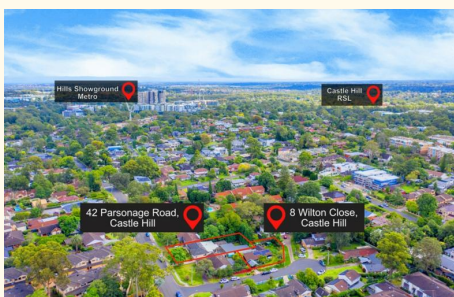 Hills Showground
Metro
Castle Hill
RSL
42 Parsonage Road,
Castle Hill
8 Wilton Close,
Castle Hill